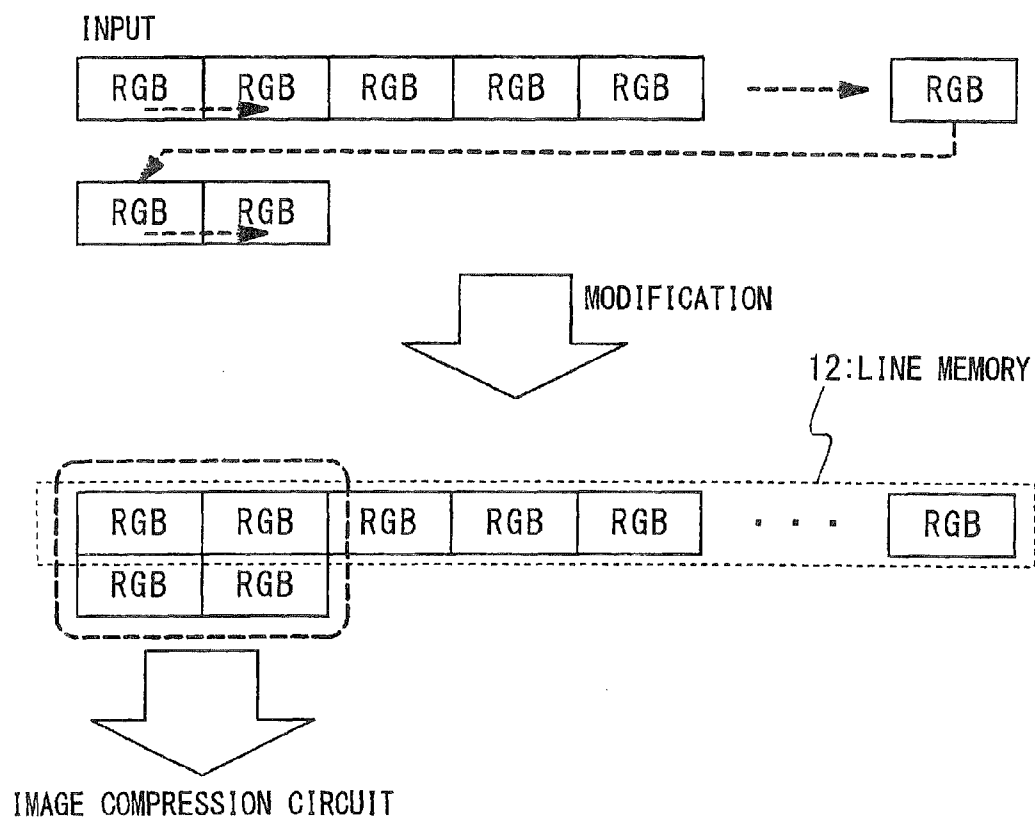 INPUT
RGB RGB RGB RGB RGB RGB
RGB RGB
MODIFICATION
12:LINE MEMORY
RGB RGB RGB RGB RGB · · · RGB
RGB RGB
IMAGE COMPRESSION CIRCUIT